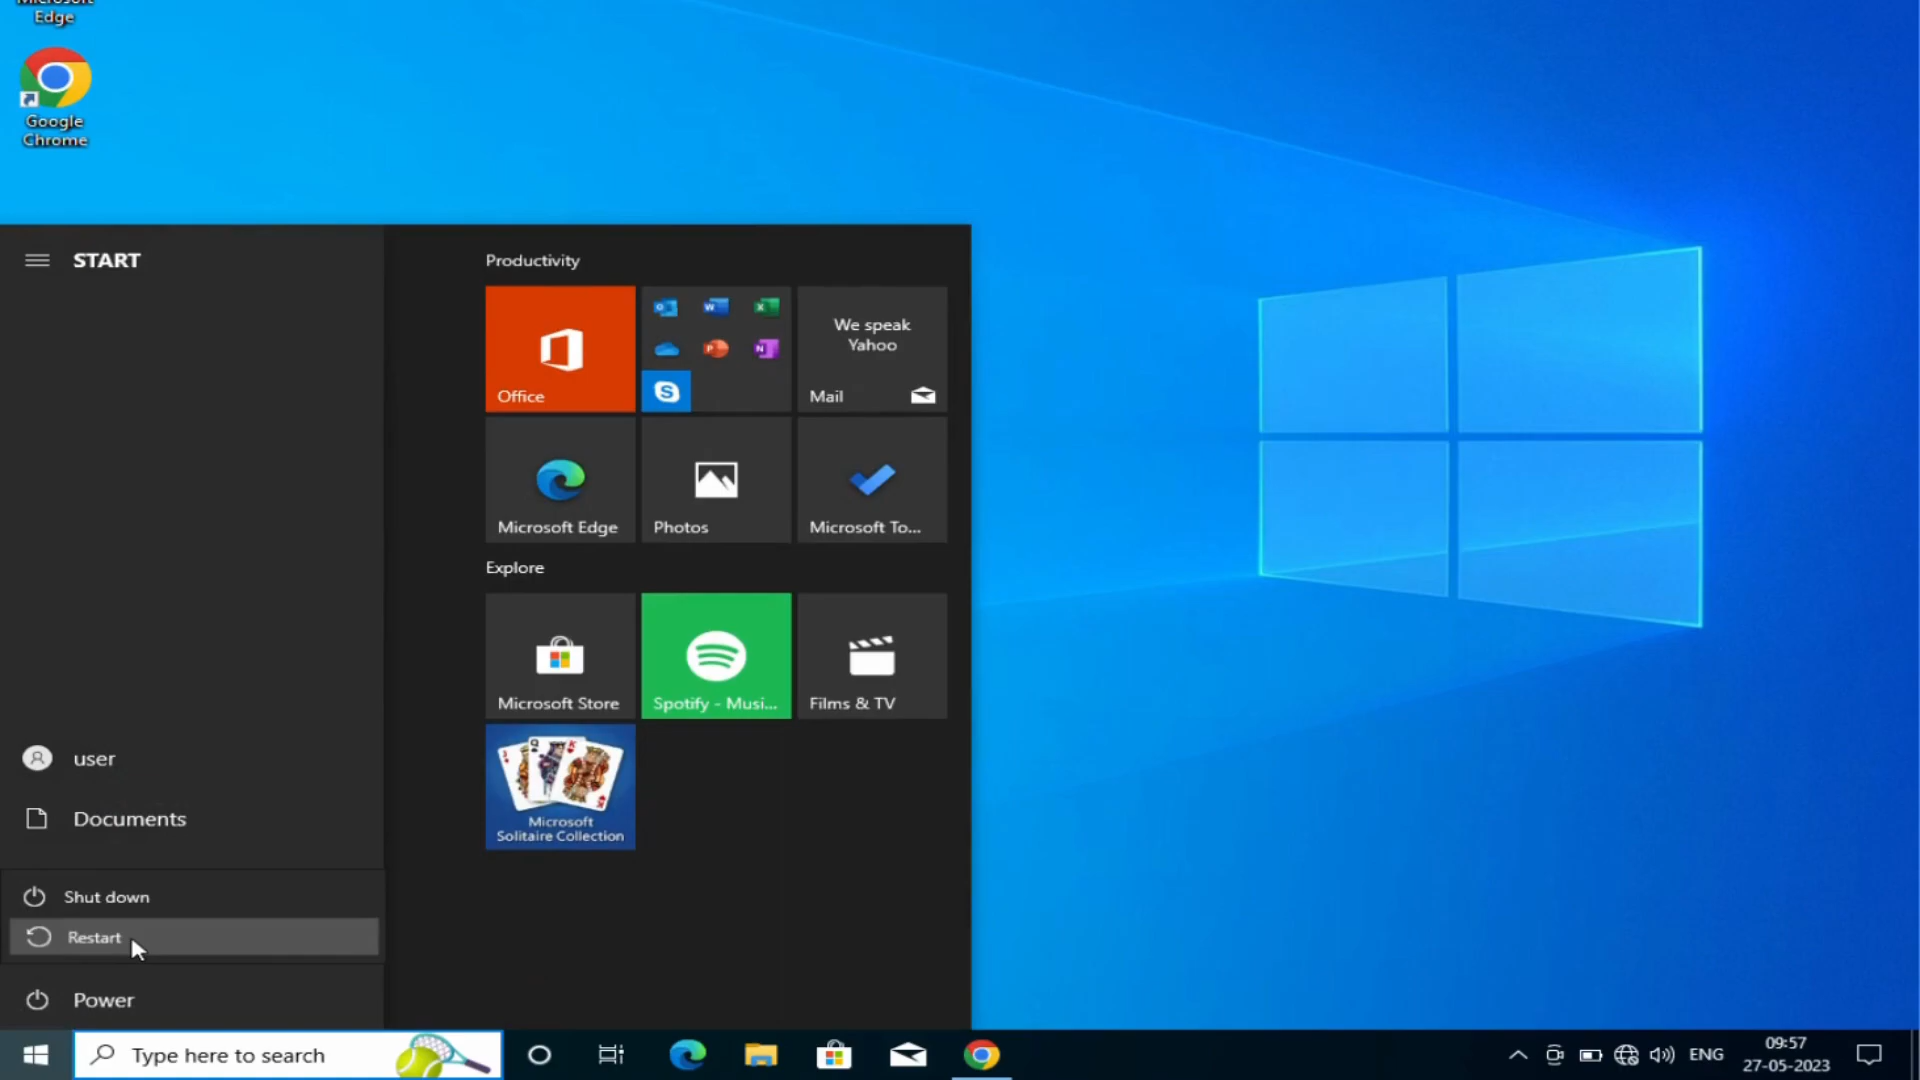 Edge
Google
Chrome
START
Productivity
Office
We speak
Yahoo
Mail
Microsoft Edge
Photos
Microsoft To...
Explore
Microsoft Store
Spotify - Musi...
Films & TV
Microsoft
Solitaire Collection
user
Documents
Shut down
Restart
Power
Type here to search
ENG
09:57
27-05-2023